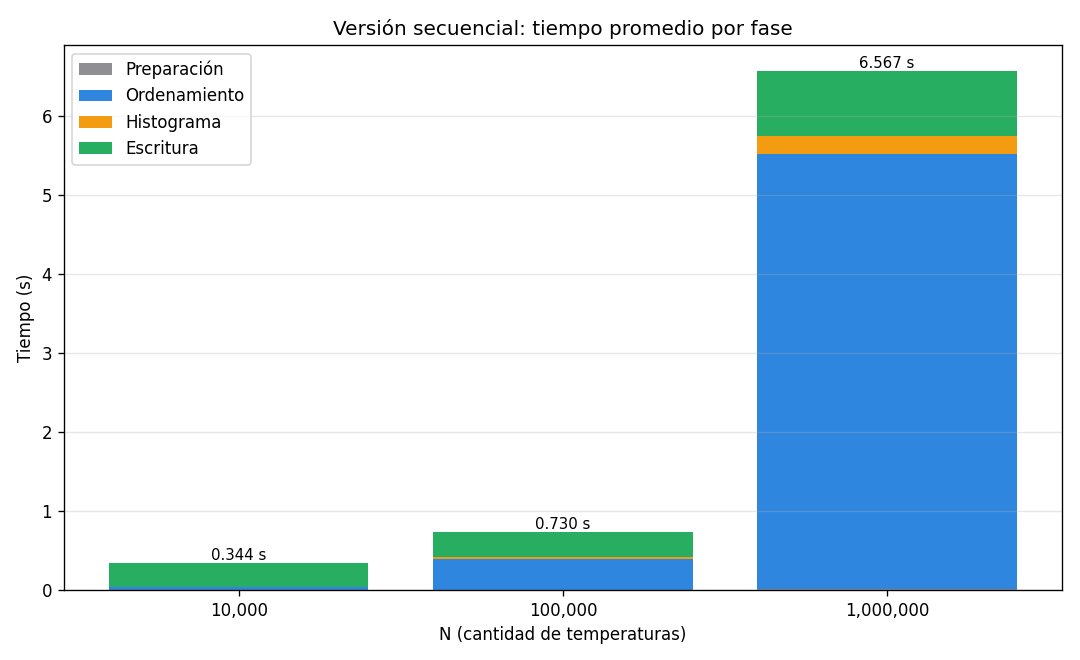 Versión secuencial: tiempo promedio por fase
Preparación
Ordenamiento
Histograma
Escritura
6.567 s
0.730 s
0.344 s
Tiempo (s)
6
5
4
3
2
1
0
10,000
100,000
1,000,000
N (cantidad de temperaturas)